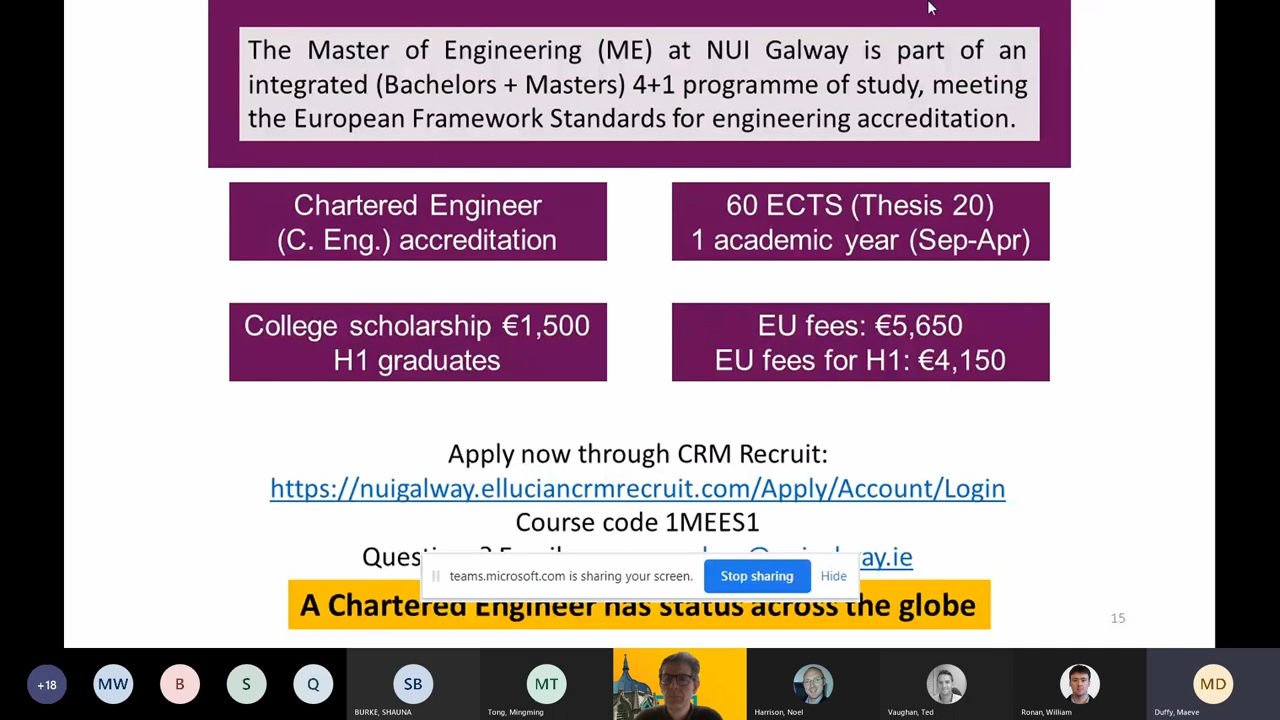 The Master of Engineering (ME) at NUI Galway is part of an
integrated (Bachelors + Masters) 4+1 programme of study, meeting
the European Framework Standards for engineering accreditation.
Chartered Engineer
(C. Eng.) accreditation
60 ECTS (Thesis 20)
1 academic year (Sep-Apr)
College scholarship €1,500
H1 graduates
EU fees: €5,650
EU fees for H1: €4,150
Apply now through CRM Recruit:
https://nuigalway.elluciancrmrecruit.com/Apply/Account/Login
Course code 1MEES1
teams.microsoft.com is sharing your screen.
Stop sharing
Hide
A Chartered Engineer has status across the globe
15
+18
MW
B
S
Q
SB
MT
MD
BURKE, SHAUNA
Tong, Mingming
Harrison, Noel
Vaughan, Ted
Ronan, William
Duffy, Maeve